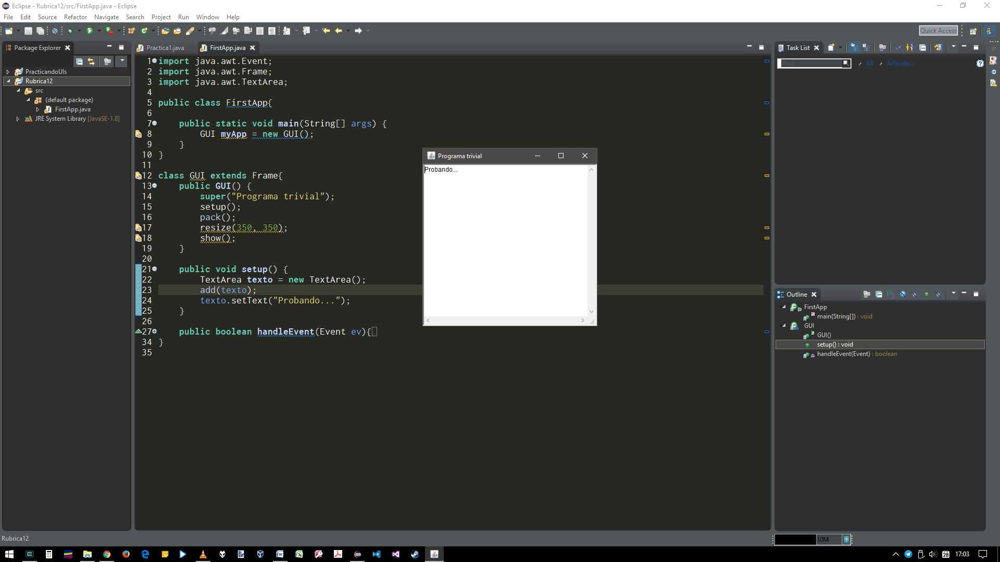 Eclipse - Rubrica12/src/FirstApp.java - Eclipse
File Edit Source Refactor Navigate Search Project Run Window Help
Quick Access
Package Explorer
PracticandoUIs
Rubrica12
src
(default package)
FirstApp.java
JRE System Library [JavaSE-1.8]
Practica1.java FirstApp.java
1 import java.awt.Event;
2 import java.awt.Frame;
3 import java.awt.TextArea;
4
5 public class FirstApp{
6
7 public static void main(String[] args) {
8 GUI myApp = new GUI();
9 }
10 }
11
12 class GUI extends Frame{
13 public GUI() {
14 super("Programa trivial");
15 setup();
16 pack();
17 resize(350, 350);
18 show();
19 }
20
21 public void setup() {
22 TextArea texto = new TextArea();
23 add(texto);
24 texto.setText("Probando...");
25 }
26
27 public boolean handleEvent(Event ev){
34 }
35
Programa trivial
Probando...
Task List
Find
All Activate...
Outline
FirstApp
main(String[]) : void
GUI
GUI()
setup() : void
handleEvent(Event) : boolean
Rubrica12
28 17:03